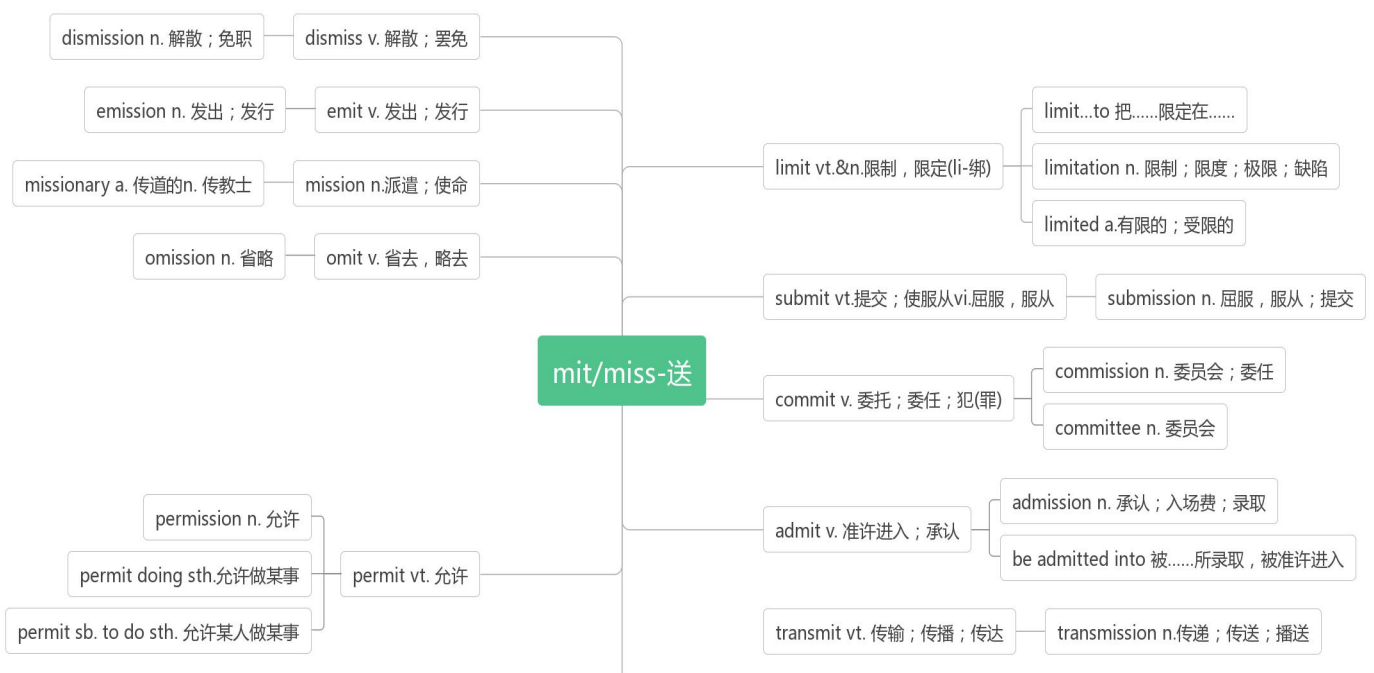 mit/miss-送
dismiss v. 解散；罢免
dismission n. 解散；免职
emit v. 发出；发行
emission n. 发出；发行
mission n.派遣；使命
missionary a. 传道的n. 传教士
omit v. 省去，略去
omission n. 省略
permit vt. 允许
permission n. 允许
permit doing sth.允许做某事
permit sb. to do sth. 允许某人做某事
limit vt.&n.限制，限定(li-绑)
limit...to 把......限定在......
limitation n. 限制；限度；极限；缺陷
limited a.有限的；受限的
submit vt.提交；使服从vi.屈服，服从
submission n. 屈服，服从；提交
commit v. 委托；委任；犯(罪)
commission n. 委员会；委任
committee n. 委员会
admit v. 准许进入；承认
admission n. 承认；入场费；录取
be admitted into 被......所录取，被准许进入
transmit vt. 传输；传播；传达
transmission n.传递；传送；播送